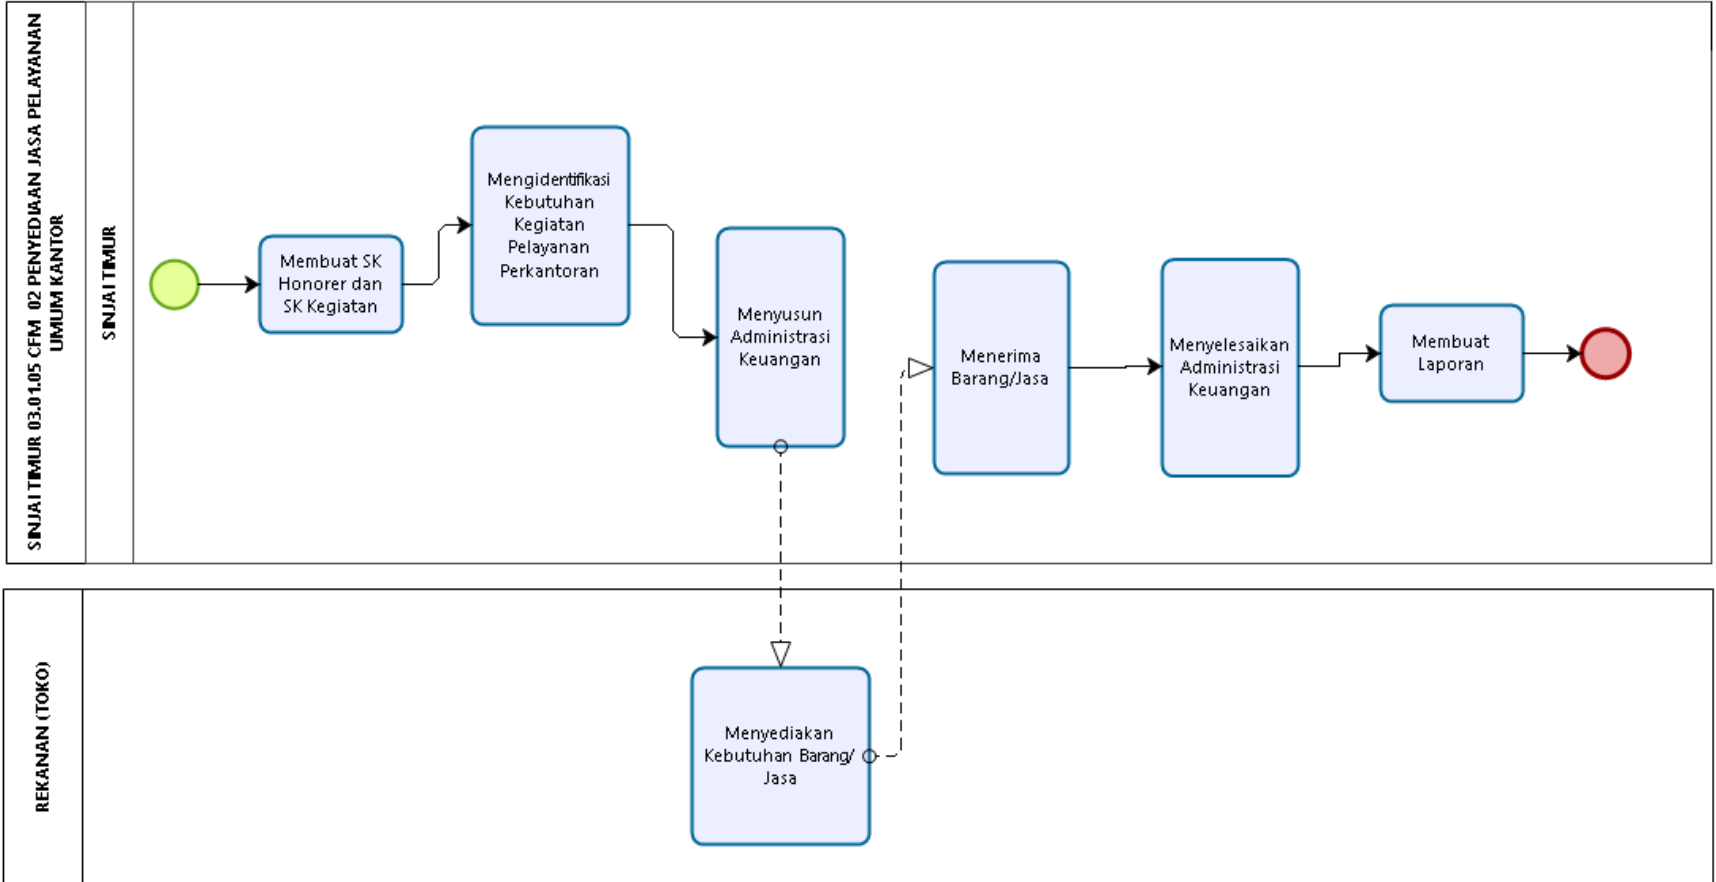 SINJAI TIMUR 03.01.05 CFM  02 PENYEDIAAN JASA PELAYANAN
UMUM KANTOR
SINJAI TIMUR
Membuat SK
Honorer dan
SK Kegiatan
Mengidentifikasi
Kebutuhan
Kegiatan
Pelayanan
Perkantoran
Menyusun
Administrasi
Keuangan
Menerima
Barang/Jasa
Menyelesaikan
Administrasi
Keuangan
Membuat
Laporan
REKANAN (TOKO)
Menyediakan
Kebutuhan Barang/
Jasa